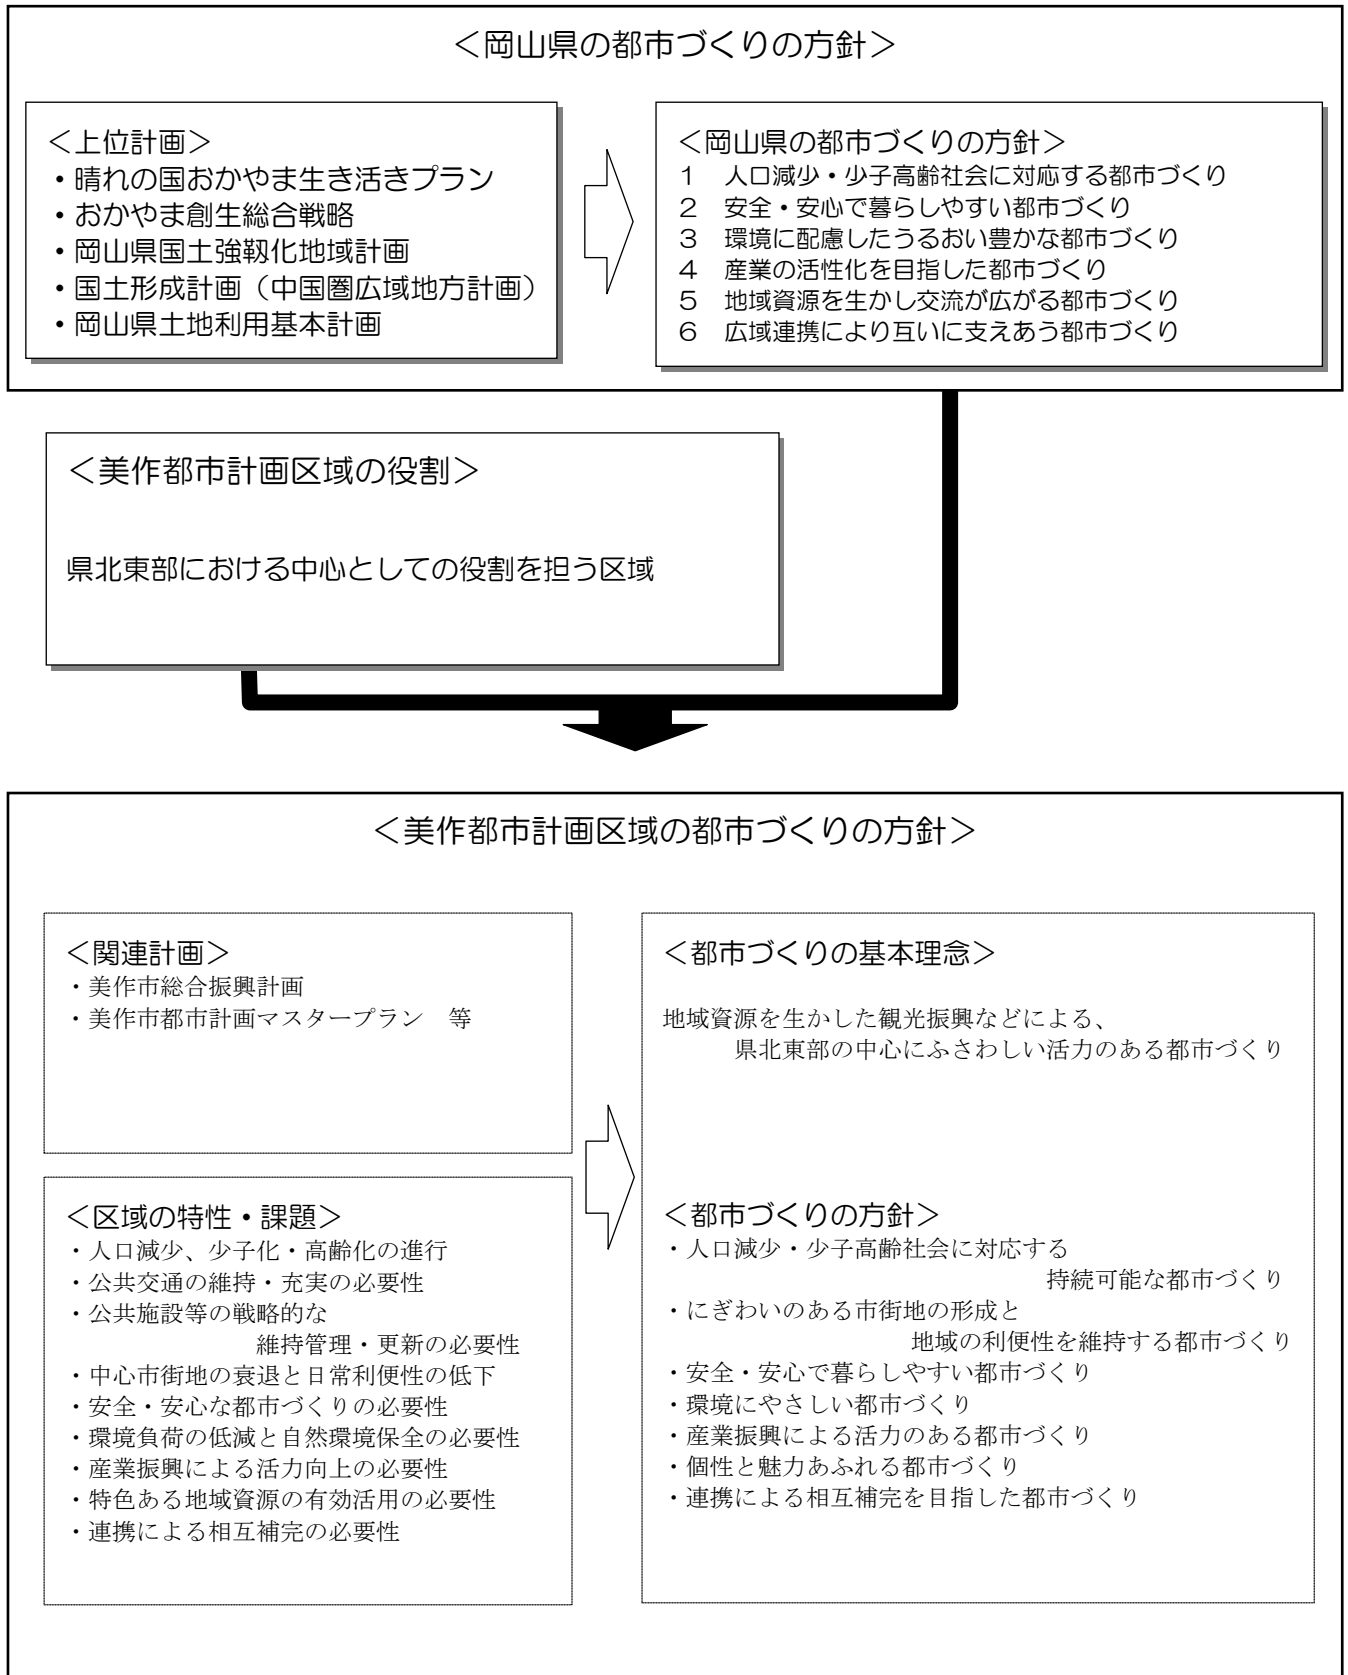 ＜岡山県の都市づくりの方針＞
＜上位計画＞
・晴れの国おかやま生き活きプラン
・おかやま創生総合戦略
・岡山県国土強靱化地域計画
・国土形成計画（中国圏広域地方計画）
・岡山県土地利用基本計画
＜岡山県の都市づくりの方針＞
１　人口減少・少子高齢社会に対応する都市づくり
２　安全・安心で暮らしやすい都市づくり
３　環境に配慮したうるおい豊かな都市づくり
４　産業の活性化を目指した都市づくり
５　地域資源を生かし交流が広がる都市づくり
６　広域連携により互いに支えあう都市づくり
＜美作都市計画区域の役割＞
県北東部における中心としての役割を担う区域
＜美作都市計画区域の都市づくりの方針＞
＜関連計画＞
・美作市総合振興計画
・美作市都市計画マスタープラン　等
＜区域の特性・課題＞
・人口減少、少子化・高齢化の進行
・公共交通の維持・充実の必要性
・公共施設等の戦略的な
維持管理・更新の必要性
・中心市街地の衰退と日常利便性の低下
・安全・安心な都市づくりの必要性
・環境負荷の低減と自然環境保全の必要性
・産業振興による活力向上の必要性
・特色ある地域資源の有効活用の必要性
・連携による相互補完の必要性
＜都市づくりの基本理念＞
地域資源を生かした観光振興などによる、
県北東部の中心にふさわしい活力のある都市づくり
＜都市づくりの方針＞
・人口減少・少子高齢社会に対応する
持続可能な都市づくり
・にぎわいのある市街地の形成と
地域の利便性を維持する都市づくり
・安全・安心で暮らしやすい都市づくり
・環境にやさしい都市づくり
・産業振興による活力のある都市づくり
・個性と魅力あふれる都市づくり
・連携による相互補完を目指した都市づくり